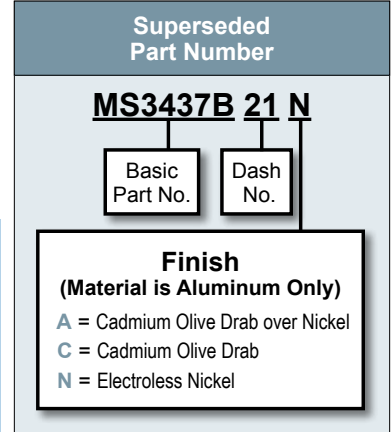 Superseded
Part Number
MS3437B 21 N
Basic
Part No.
Dash
No.
Finish
(Material is Aluminum Only)
A = Cadmium Olive Drab over Nickel
C = Cadmium Olive Drab
N = Electroless Nickel